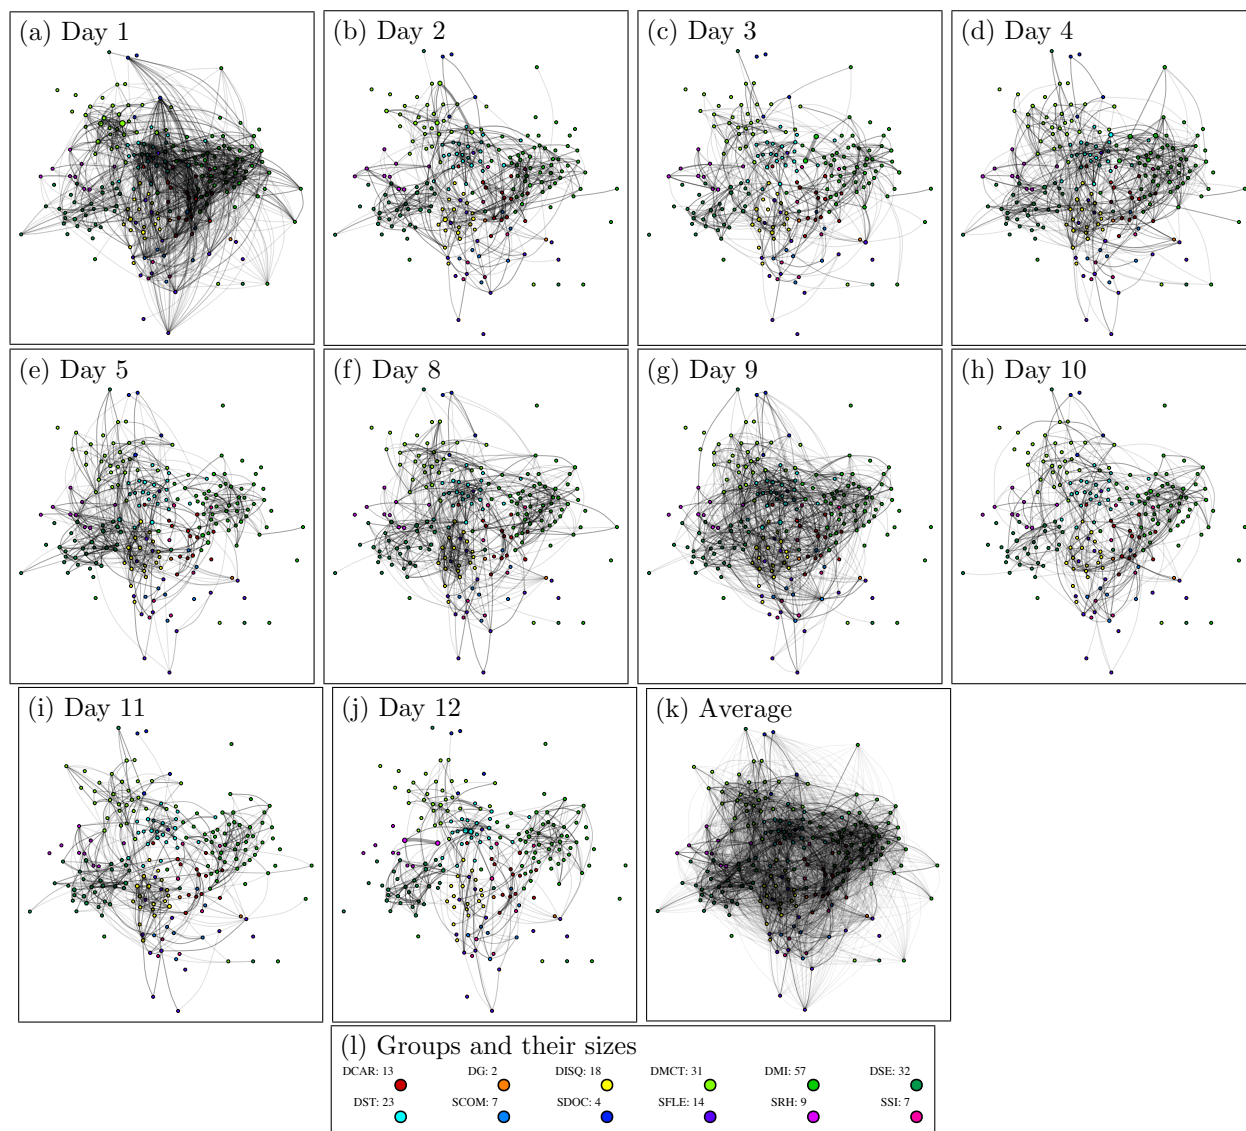 (a) Day 1
(b) Day 2
(c) Day 3
(d) Day 4
(e) Day 5
(f) Day 8
(g) Day 9
(h) Day 10
(i) Day 11
(j) Day 12
(k) Average
(l) Groups and their sizes
DCAR: 13 DG: 2 DISQ: 18 DMCT: 31 DMI: 57 DSE: 32
DST: 23 SCOM: 7 SDOC: 4 SFLE: 14 SRH: 9 SSI: 7